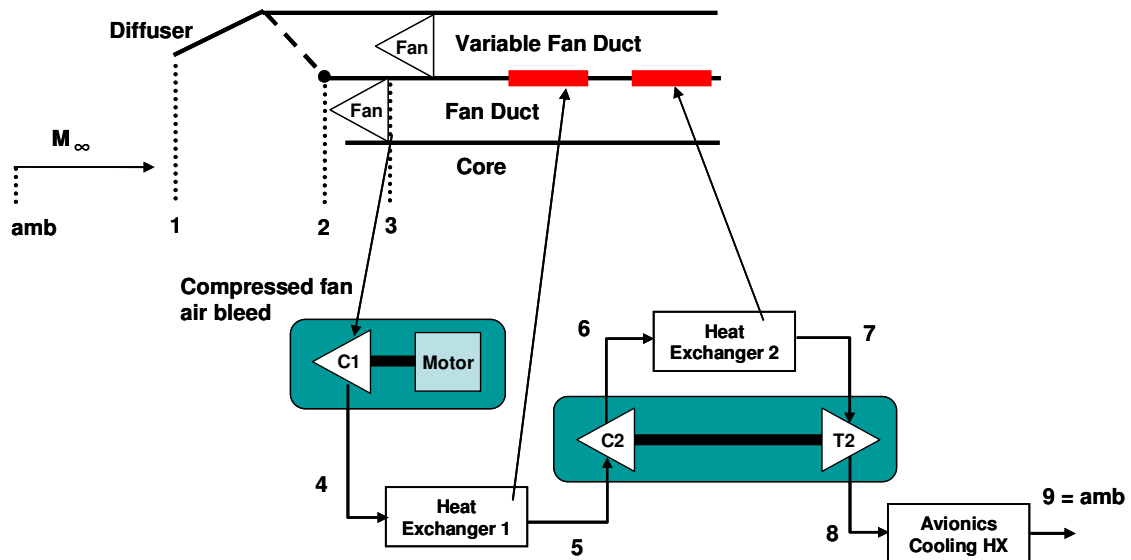 Diffuser
Fan
Variable Fan Duct
Fan
Fan Duct
M∞
Core
amb
1
2
3
Compressed fan
air bleed
C1
Motor
6
Heat
Exchanger 2
7
C2
T2
4
Heat
Exchanger 1
5
8
Avionics
Cooling HX
9 = amb